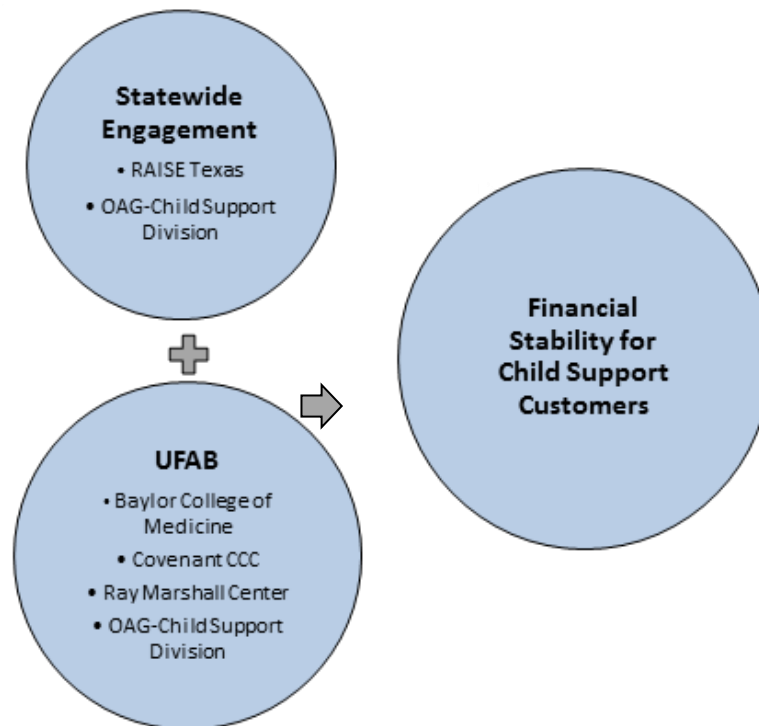 Statewide
Engagement
• RAISE Texas
• OAG-Child Support
Division
UFAB
• Baylor College of
Medicine
• Covenant CCC
• Ray Marshall Center
• OAG-Child Support
Division
Financial
Stability for
Child Support
Customers